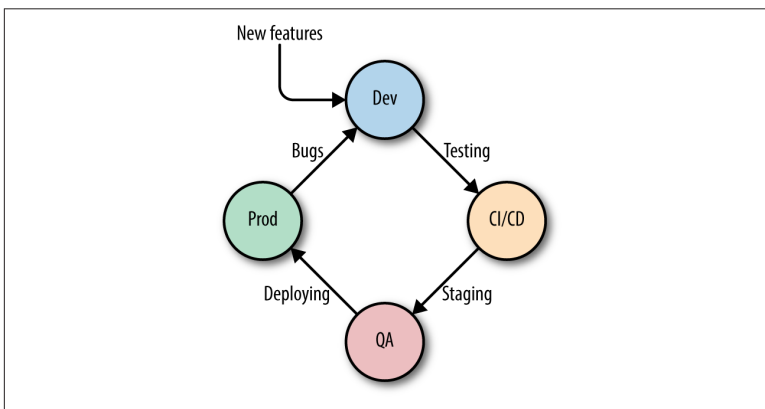 New features
Dev
Bugs
Testing
Prod
CI/CD
Deploying
Staging
QA